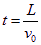 t = L / v₀